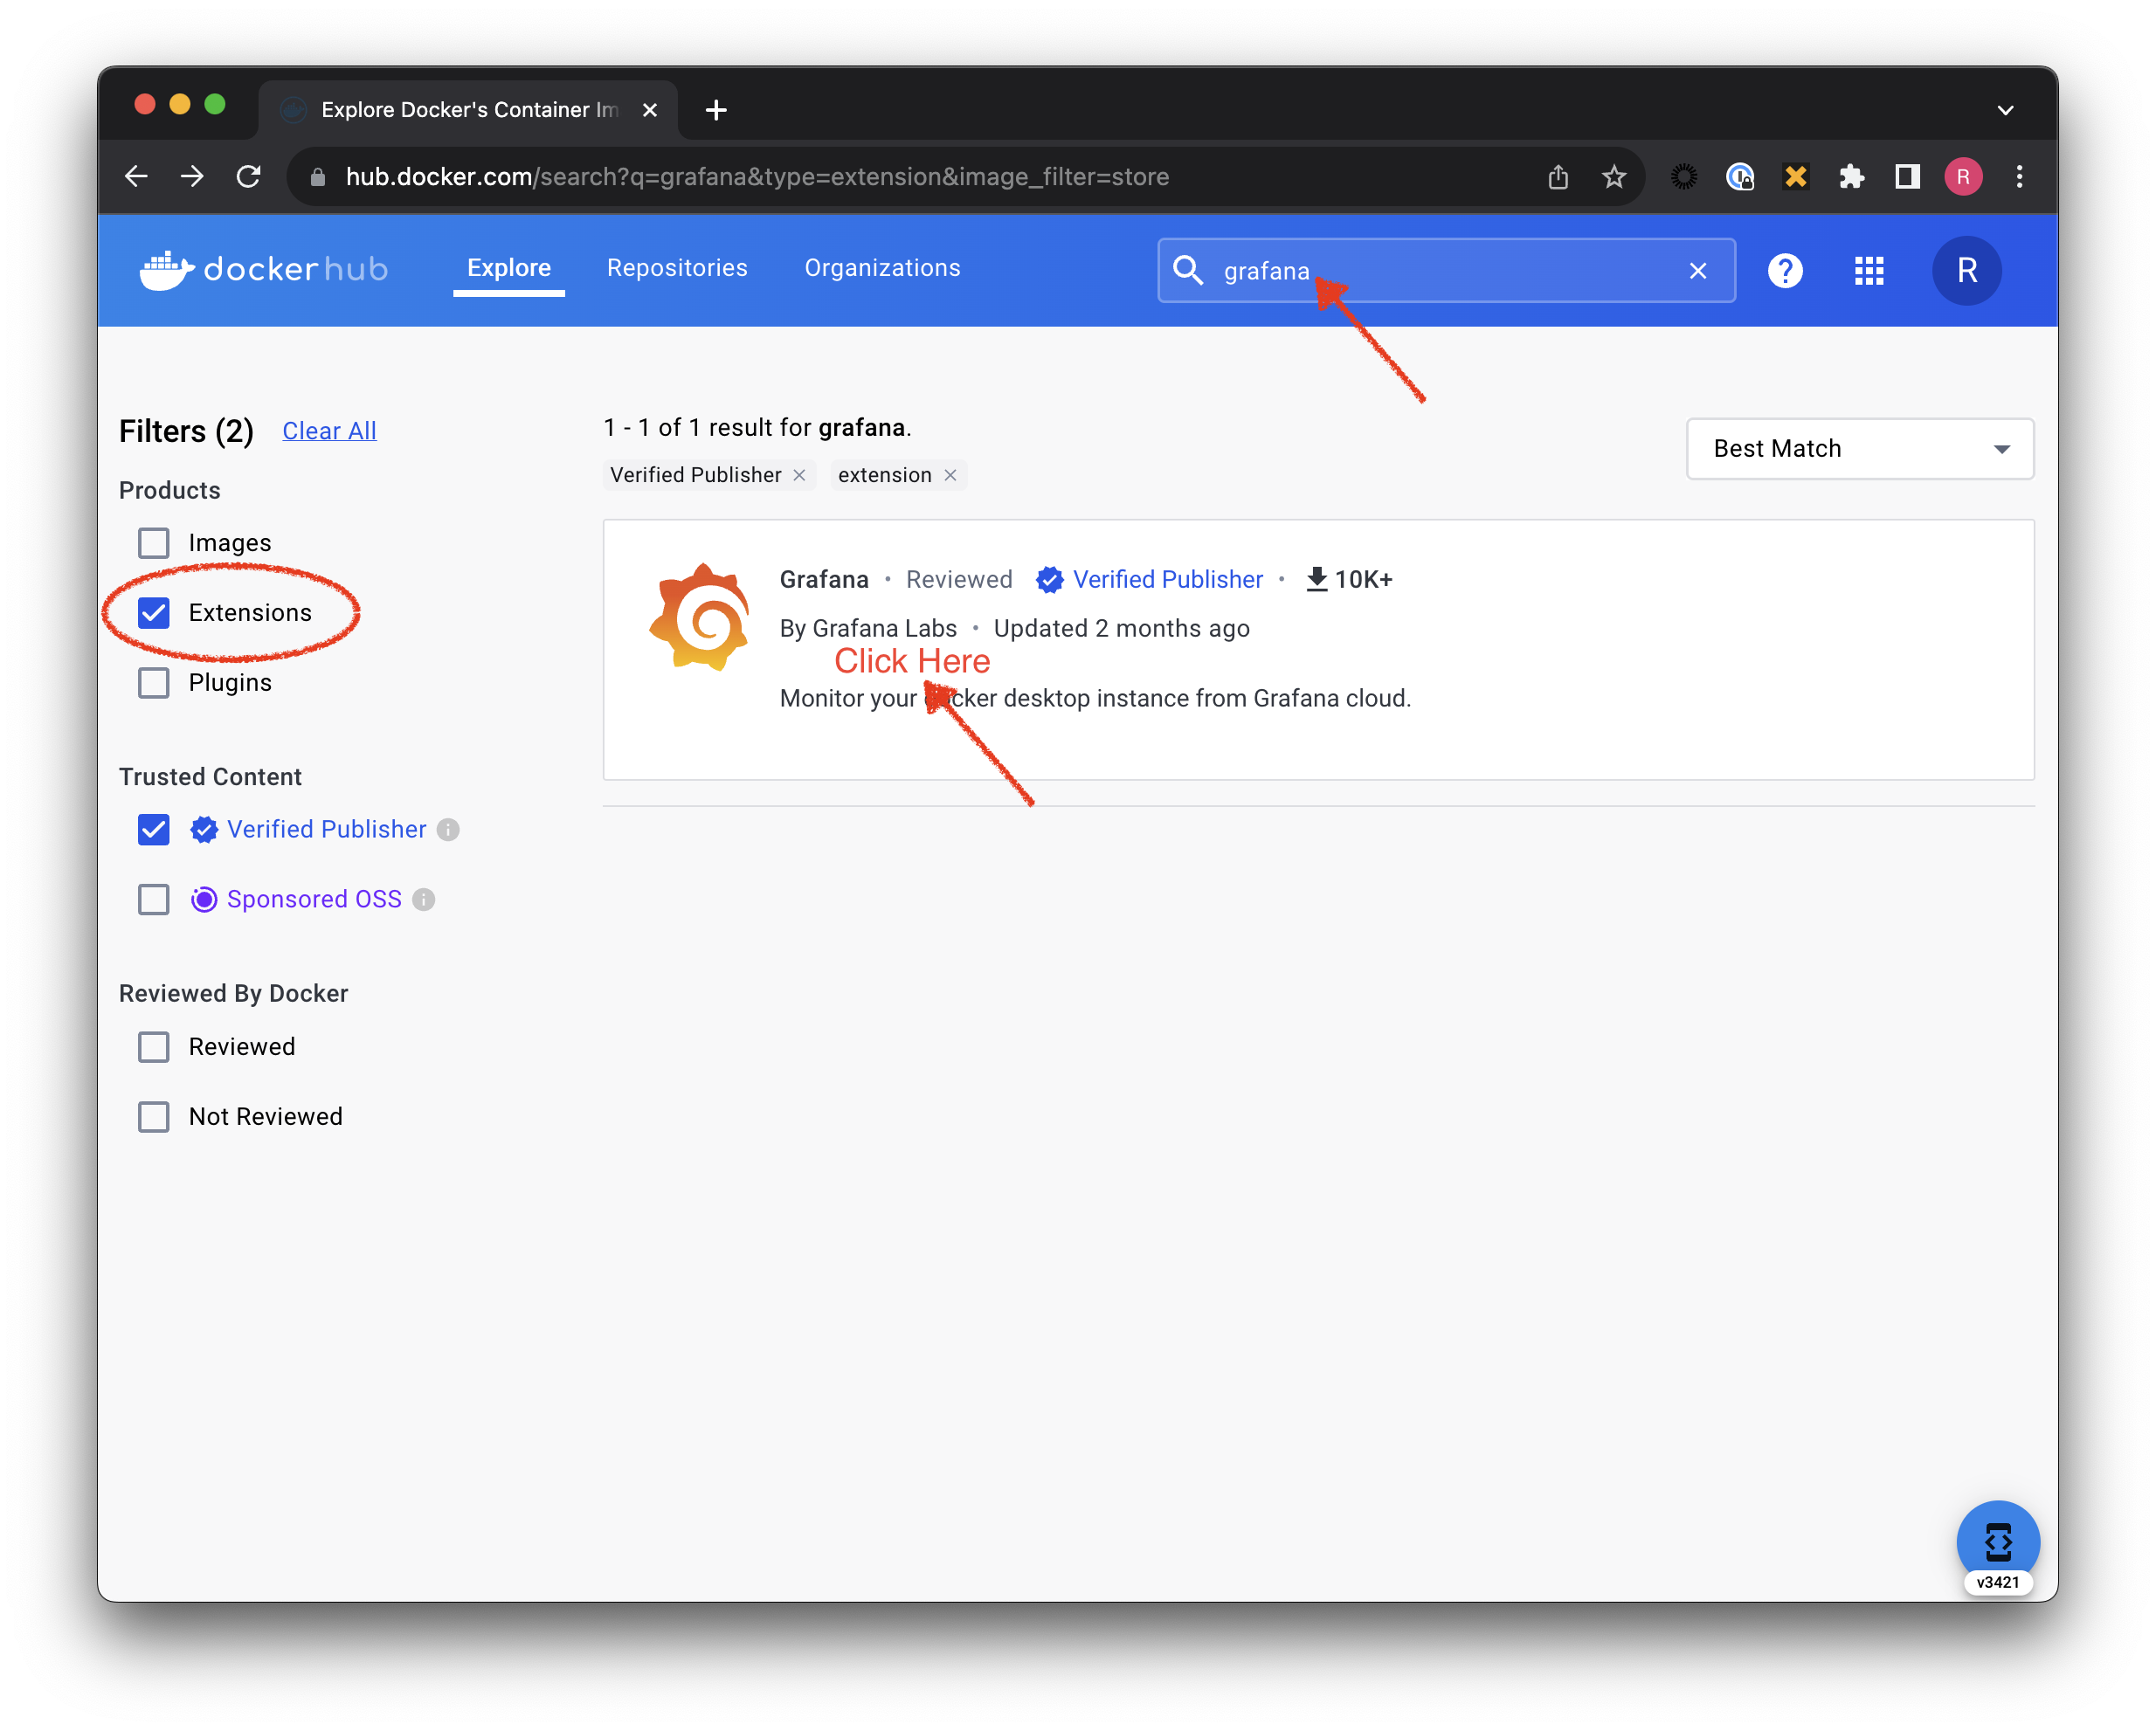 Explore Docker's Container Im
hub.docker.com/search?q=grafana&type=extension&image_filter=store
R
dockerhub
Explore
Repositories
Organizations
grafana
R
Filters (2)
Clear All
Products
Images
Extensions
Plugins
Trusted Content
Verified Publisher
Sponsored OSS
Reviewed By Docker
Reviewed
Not Reviewed
1 - 1 of 1 result for grafana.
Verified Publisher
extension
Best Match
Grafana • Reviewed Verified Publisher • 10K+
By Grafana Labs • Updated 2 months ago
Click Here
Monitor your docker desktop instance from Grafana cloud.
v3421